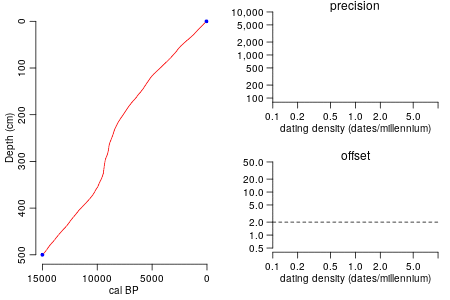 0
100
200
300
400
500
Depth (cm)
15000 10000 5000 0
cal BP
precision
10,000
5,000
2,000
1,000
500
200
100
0.1 0.2 0.5 1.0 2.0 5.0
dating density (dates/millennium)
offset
50.0
20.0
10.0
5.0
2.0
1.0
0.5
0.1 0.2 0.5 1.0 2.0 5.0
dating density (dates/millennium)